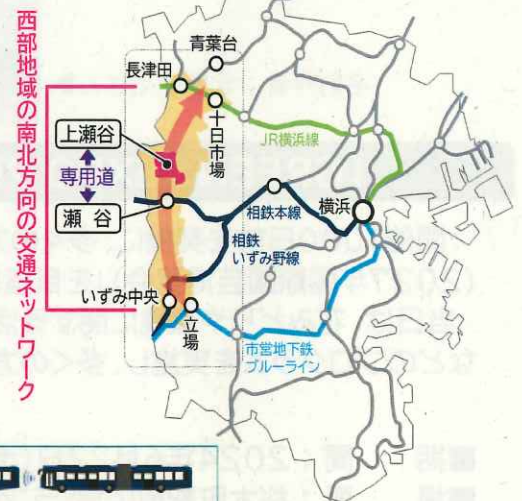 西部地域の南北方向の交通ネットワーク
青葉台
長津田
十日市場
上瀬谷
専用道
瀬谷
JR横浜線
相鉄本線
横浜
相鉄
いずみ野線
いずみ中央
立場
市営地下鉄
ブルーライン